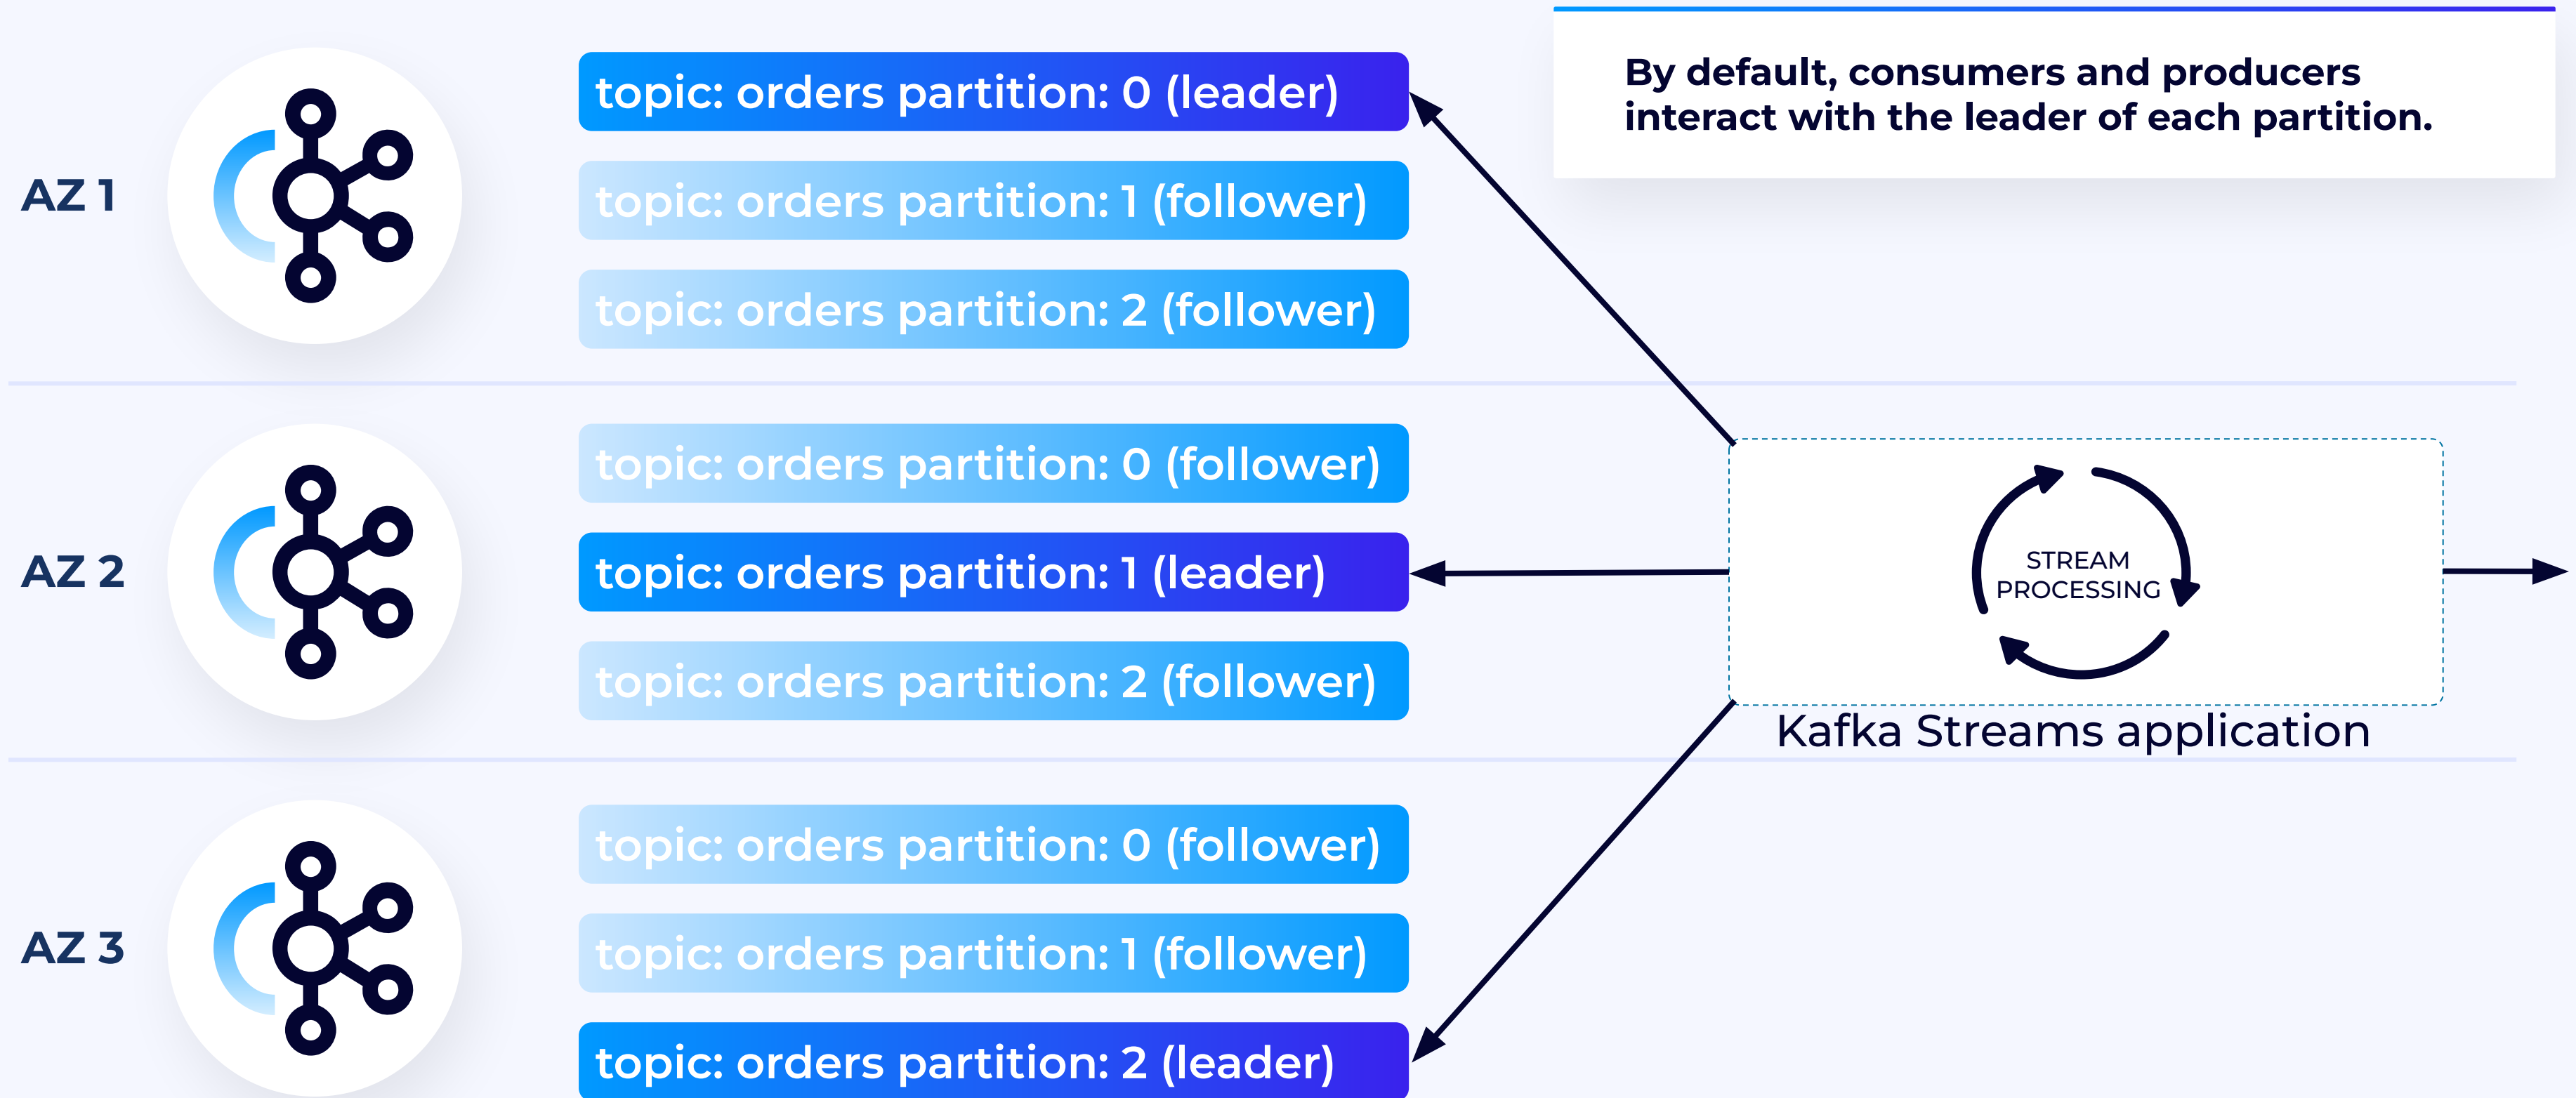 By default, consumers and producers
interact with the leader of each partition.
AZ 1
topic: orders partition: 0 (leader)
topic: orders partition: 1 (follower)
topic: orders partition: 2 (follower)
AZ 2
topic: orders partition: 0 (follower)
topic: orders partition: 1 (leader)
topic: orders partition: 2 (follower)
STREAM
PROCESSING
Kafka Streams application
AZ 3
topic: orders partition: 0 (follower)
topic: orders partition: 1 (follower)
topic: orders partition: 2 (leader)